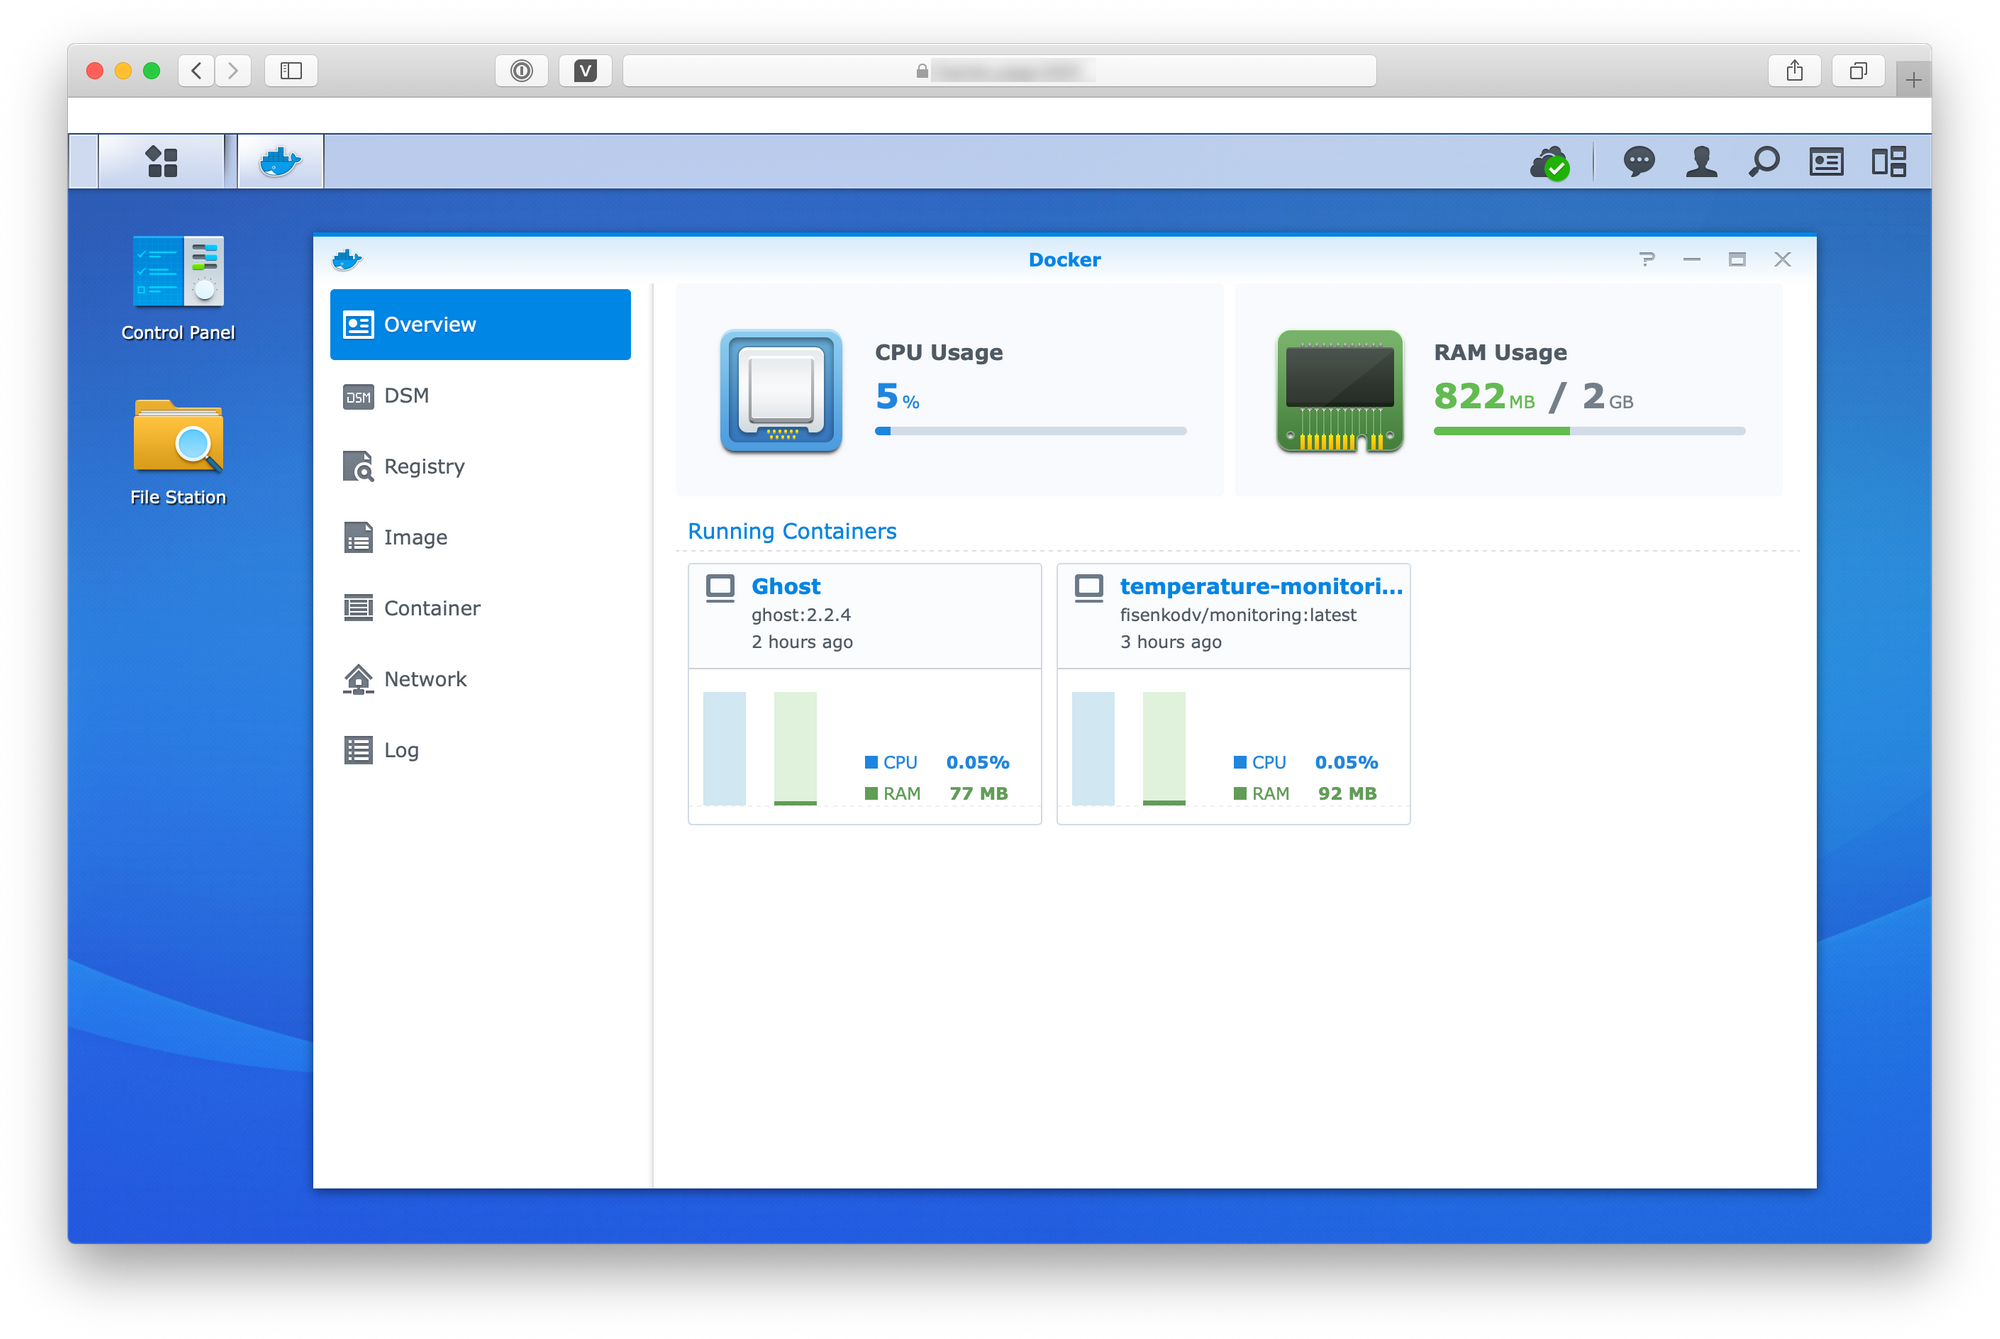 Control Panel
File Station
Docker
Overview
DSM
DSM
Registry
Image
Container
Network
Log
CPU Usage
5 %
RAM Usage
822 MB / 2 GB
Running Containers
Ghost
ghost:2.2.4
2 hours ago
CPU 0.05%
RAM 77 MB
temperature-monitori...
fisenkodv/monitoring:latest
3 hours ago
CPU 0.05%
RAM 92 MB